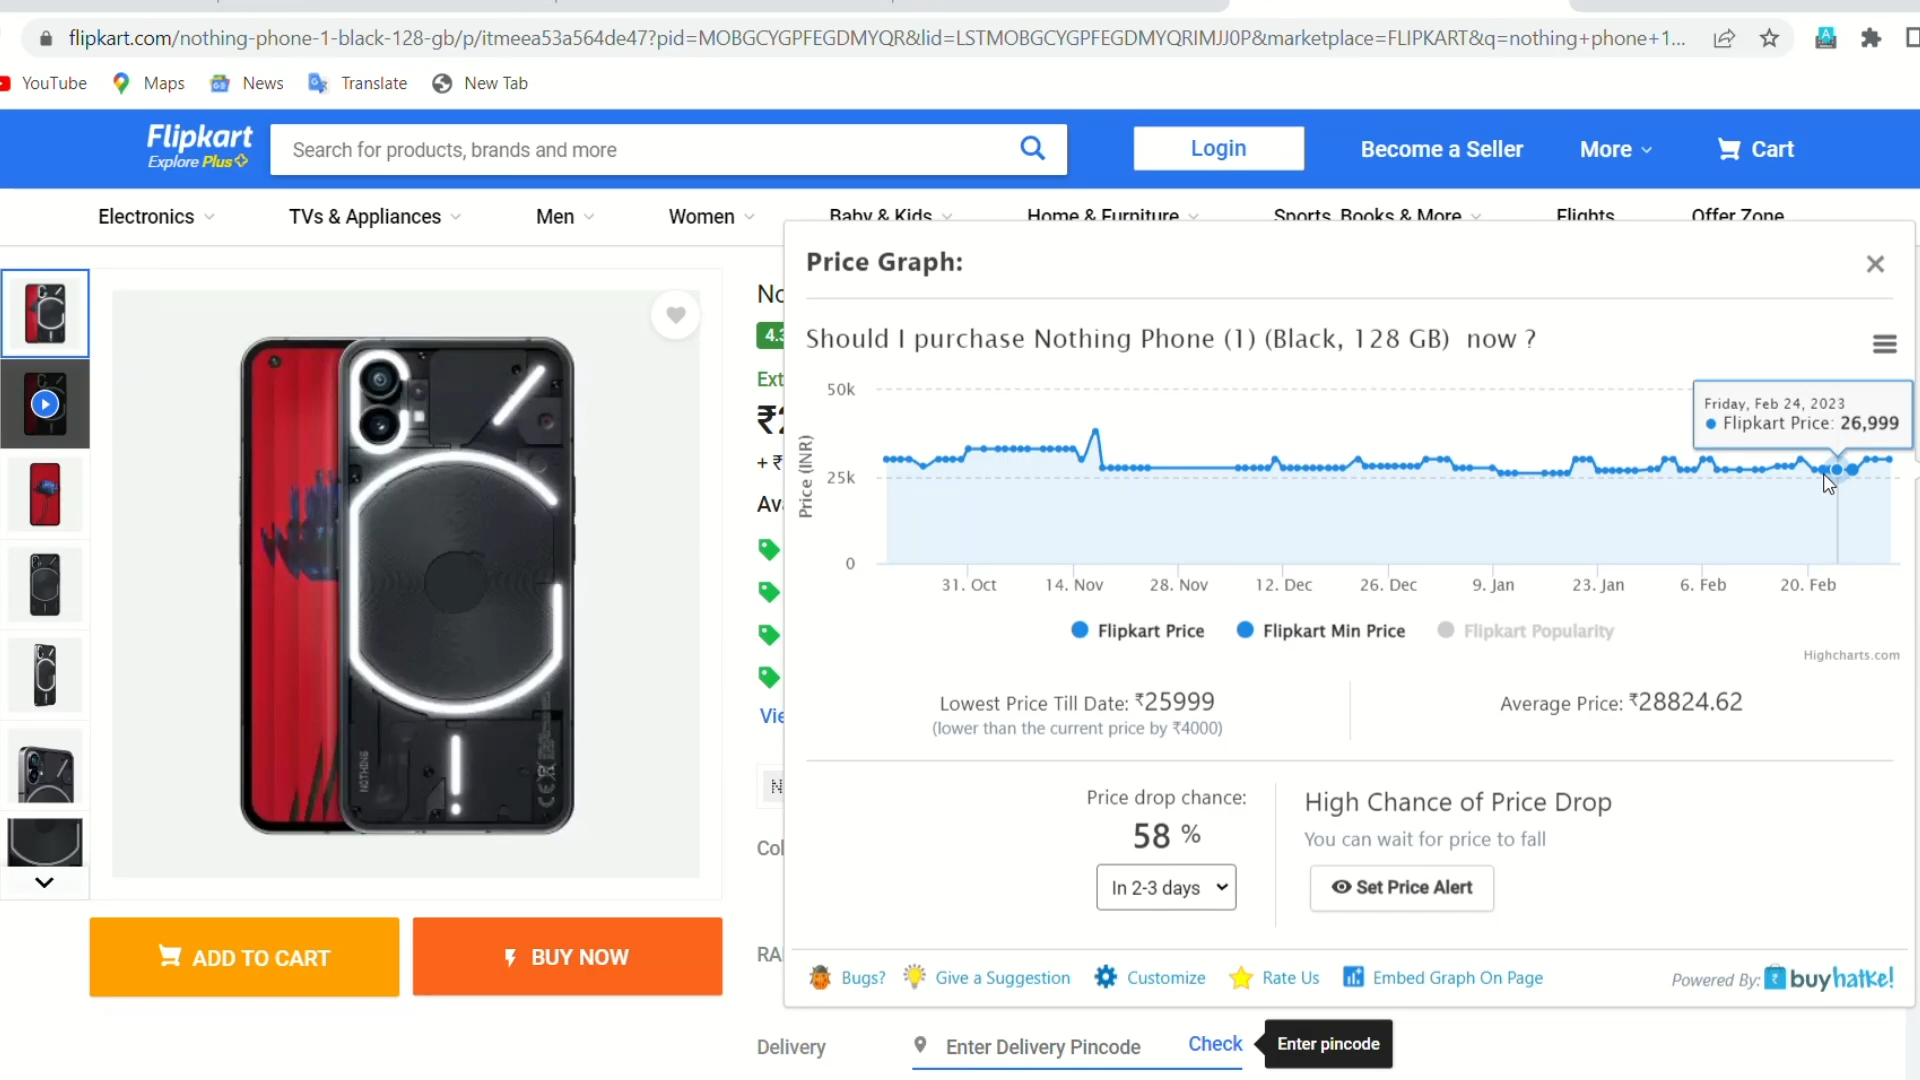 flipkart.com/nothing-phone-1-black-128-gb/p/itmeea53a564de47?pid=MOBGCYGPFEGDMYQR&lid=LSTMOBGCYGPFEGDMYQRIMJJ0P&marketplace=FLIPKART&q=nothing+phone+1...
YouTube Maps News Translate New Tab
Flipkart
Explore Plus
Search for products, brands and more
Login
Become a Seller
More
Cart
Electronics TVs & Appliances Men Women Baby & Kids Home & Furniture Sports, Books & More Flights Offer Zone
Price Graph:
Should I purchase Nothing Phone (1) (Black, 128 GB) now ?
4.3
Ext
+ ₹
Ava
Vie
Col
RA
Price (INR)
50k
25k
0
Friday, Feb 24, 2023
Flipkart Price: 26,999
31. Oct 14. Nov 28. Nov 12. Dec 26. Dec 9. Jan 23. Jan 6. Feb 20. Feb
Flipkart Price Flipkart Min Price Flipkart Popularity
Highcharts.com
Lowest Price Till Date: ₹25999
(lower than the current price by ₹4000)
Average Price: ₹28824.62
Price drop chance:
58 %
In 2-3 days
High Chance of Price Drop
You can wait for price to fall
Set Price Alert
NOTHING
ADD TO CART
BUY NOW
Bugs? Give a Suggestion Customize Rate Us Embed Graph On Page
Powered By: buyhatke!
Delivery
Enter Delivery Pincode
Check
Enter pincode